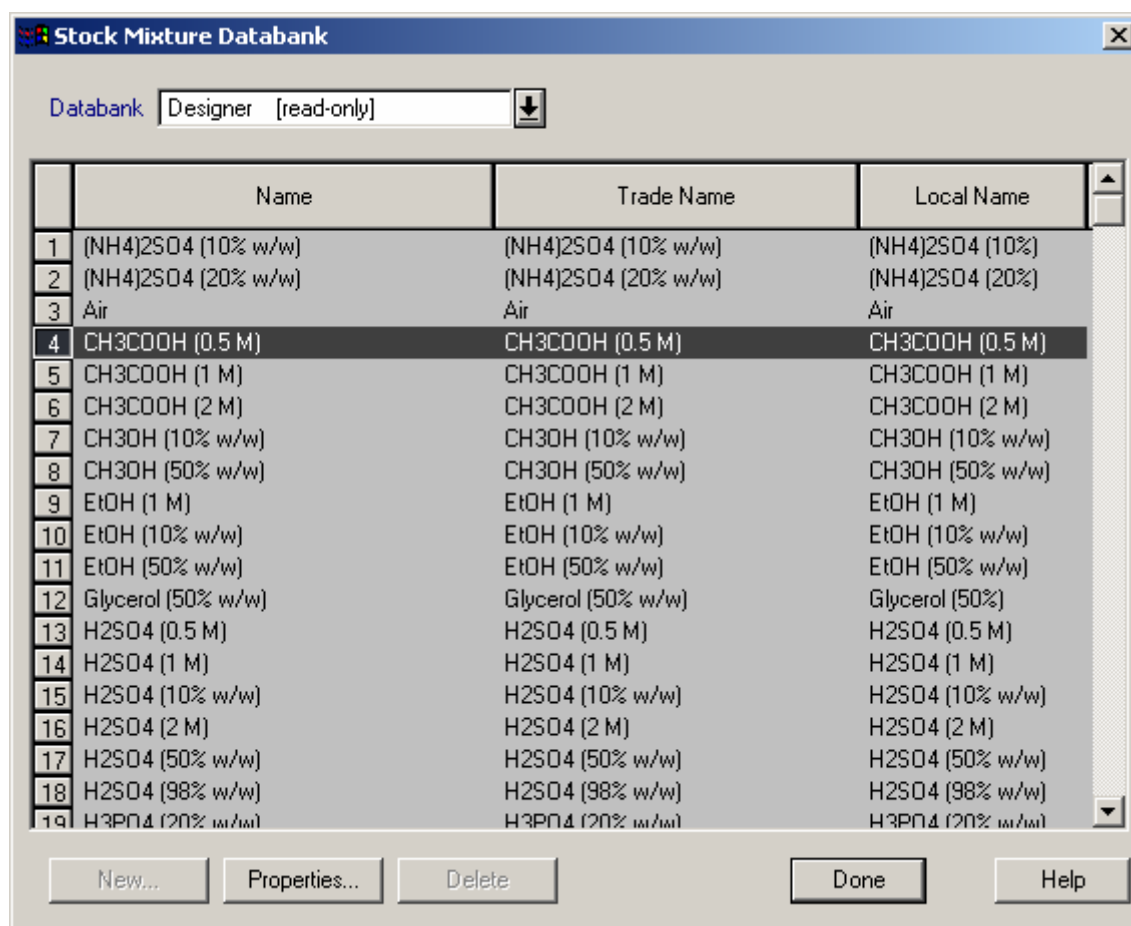 Stock Mixture Databank
Databank Designer [read-only]
Name Trade Name Local Name
1 (NH4)2SO4 (10% w/w) (NH4)2SO4 (10% w/w) (NH4)2SO4 (10%)
2 (NH4)2SO4 (20% w/w) (NH4)2SO4 (20% w/w) (NH4)2SO4 (20%)
3 Air Air Air
4 CH3COOH (0.5 M) CH3COOH (0.5 M) CH3COOH (0.5 M)
5 CH3COOH (1 M) CH3COOH (1 M) CH3COOH (1 M)
6 CH3COOH (2 M) CH3COOH (2 M) CH3COOH (2 M)
7 CH3OH (10% w/w) CH3OH (10% w/w) CH3OH (10% w/w)
8 CH3OH (50% w/w) CH3OH (50% w/w) CH3OH (50% w/w)
9 EtOH (1 M) EtOH (1 M) EtOH (1 M)
10 EtOH (10% w/w) EtOH (10% w/w) EtOH (10% w/w)
11 EtOH (50% w/w) EtOH (50% w/w) EtOH (50% w/w)
12 Glycerol (50% w/w) Glycerol (50% w/w) Glycerol (50%)
13 H2SO4 (0.5 M) H2SO4 (0.5 M) H2SO4 (0.5 M)
14 H2SO4 (1 M) H2SO4 (1 M) H2SO4 (1 M)
15 H2SO4 (10% w/w) H2SO4 (10% w/w) H2SO4 (10% w/w)
16 H2SO4 (2 M) H2SO4 (2 M) H2SO4 (2 M)
17 H2SO4 (50% w/w) H2SO4 (50% w/w) H2SO4 (50% w/w)
18 H2SO4 (98% w/w) H2SO4 (98% w/w) H2SO4 (98% w/w)
19 H3PO4 (20% w/w) H3PO4 (20% w/w) H3PO4 (20% w/w)
New... Properties... Delete Done Help